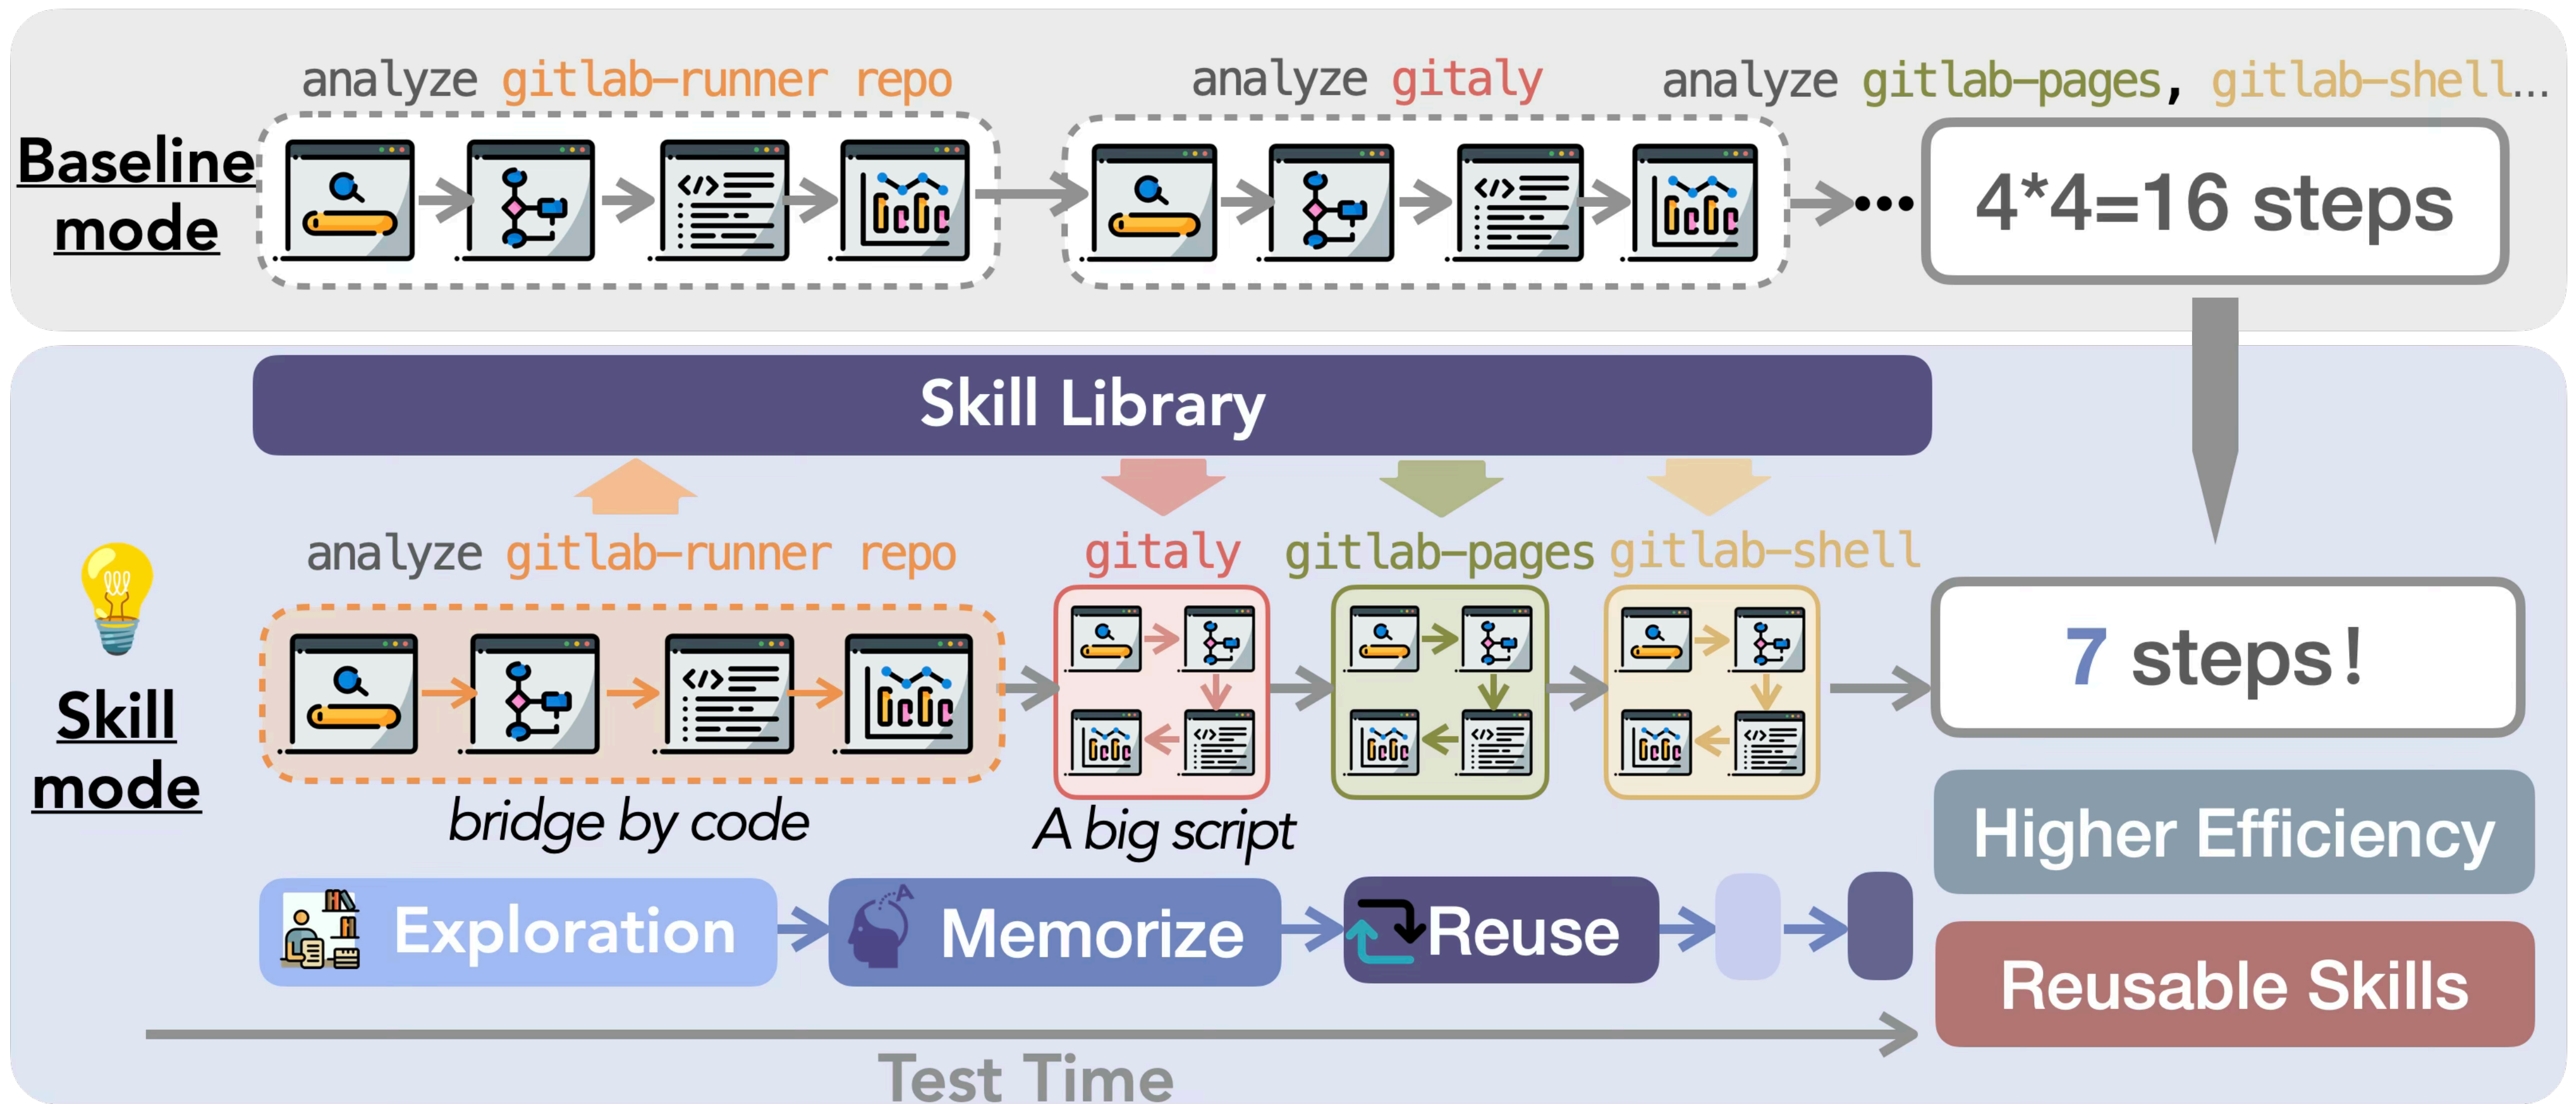 analyze gitlab-runner repo
analyze gitaly
analyze gitlab-pages, gitlab-shell...
Baseline
mode
4*4=16 steps
Skill Library
analyze gitlab-runner repo
gitaly
gitlab-pages
gitlab-shell
Skill
mode
7 steps!
bridge by code
A big script
Higher Efficiency
Exploration
Memorize
Reuse
Reusable Skills
Test Time